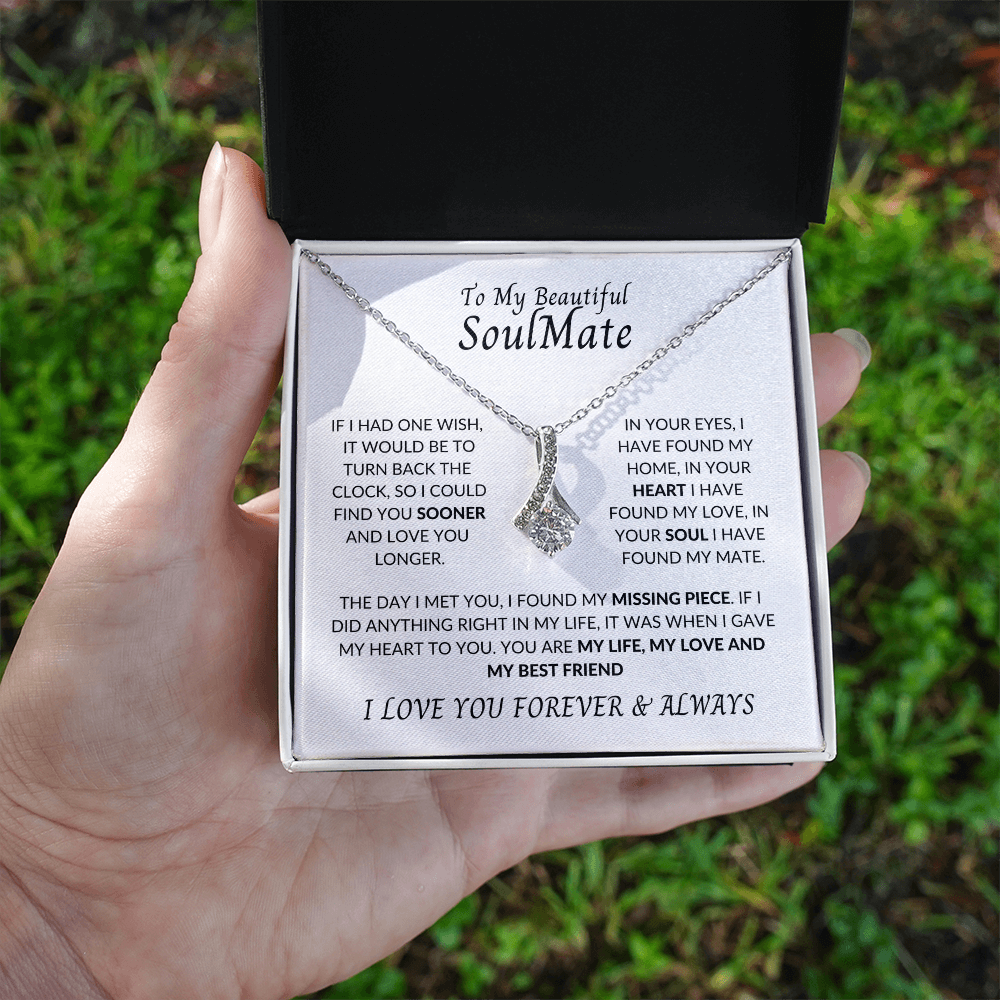 To My Beautiful
SoulMate
IF I HAD ONE WISH,
IT WOULD BE TO
TURN BACK THE
CLOCK, SO I COULD
FIND YOU SOONER
AND LOVE YOU
LONGER.
IN YOUR EYES, I
HAVE FOUND MY
HOME, IN YOUR
HEART I HAVE
FOUND MY LOVE, IN
YOUR SOUL I HAVE
FOUND MY MATE.
THE DAY I MET YOU, I FOUND MY MISSING PIECE. IF I
DID ANYTHING RIGHT IN MY LIFE, IT WAS WHEN I GAVE
MY HEART TO YOU. YOU ARE MY LIFE, MY LOVE AND
MY BEST FRIEND
I LOVE YOU FOREVER & ALWAYS